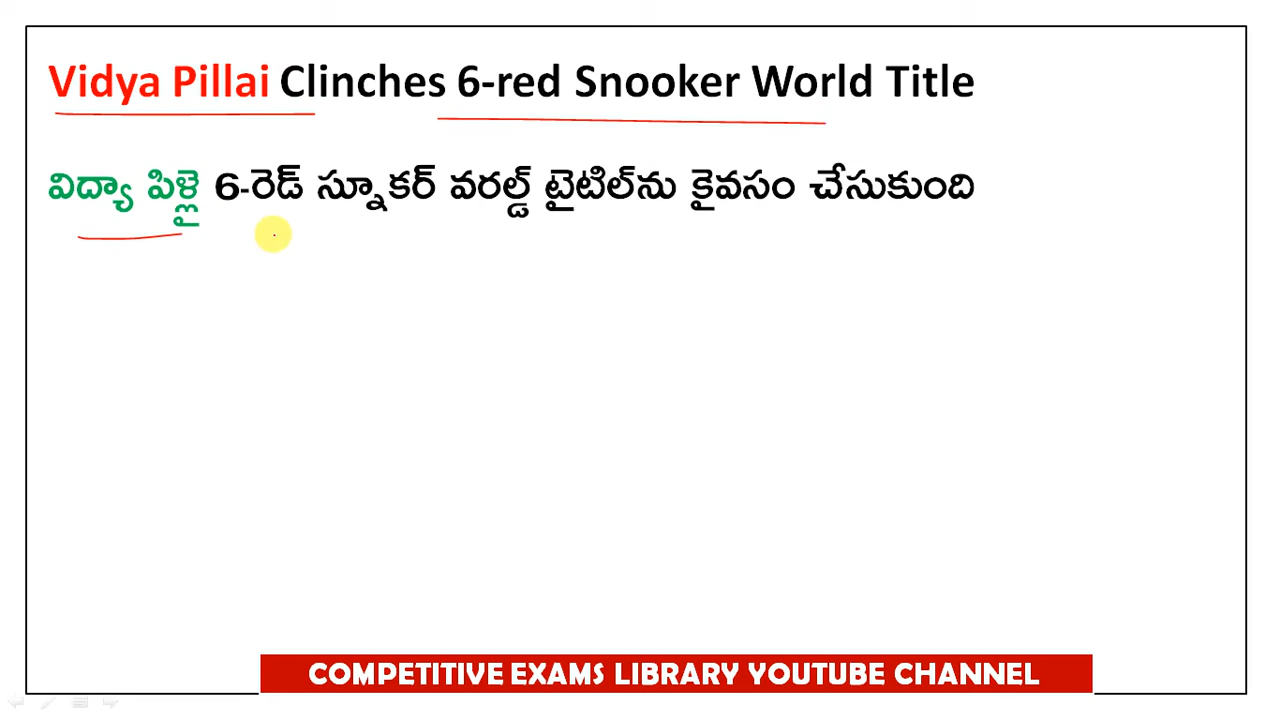 Vidya Pillai Clinches 6-red Snooker World Title
విద్యా పిళ్లై 6-రెడ్ స్నూకర్ వరల్డ్ టైటిల్‌ను కైవసం చేసుకుంది
COMPETITIVE EXAMS LIBRARY YOUTUBE CHANNEL